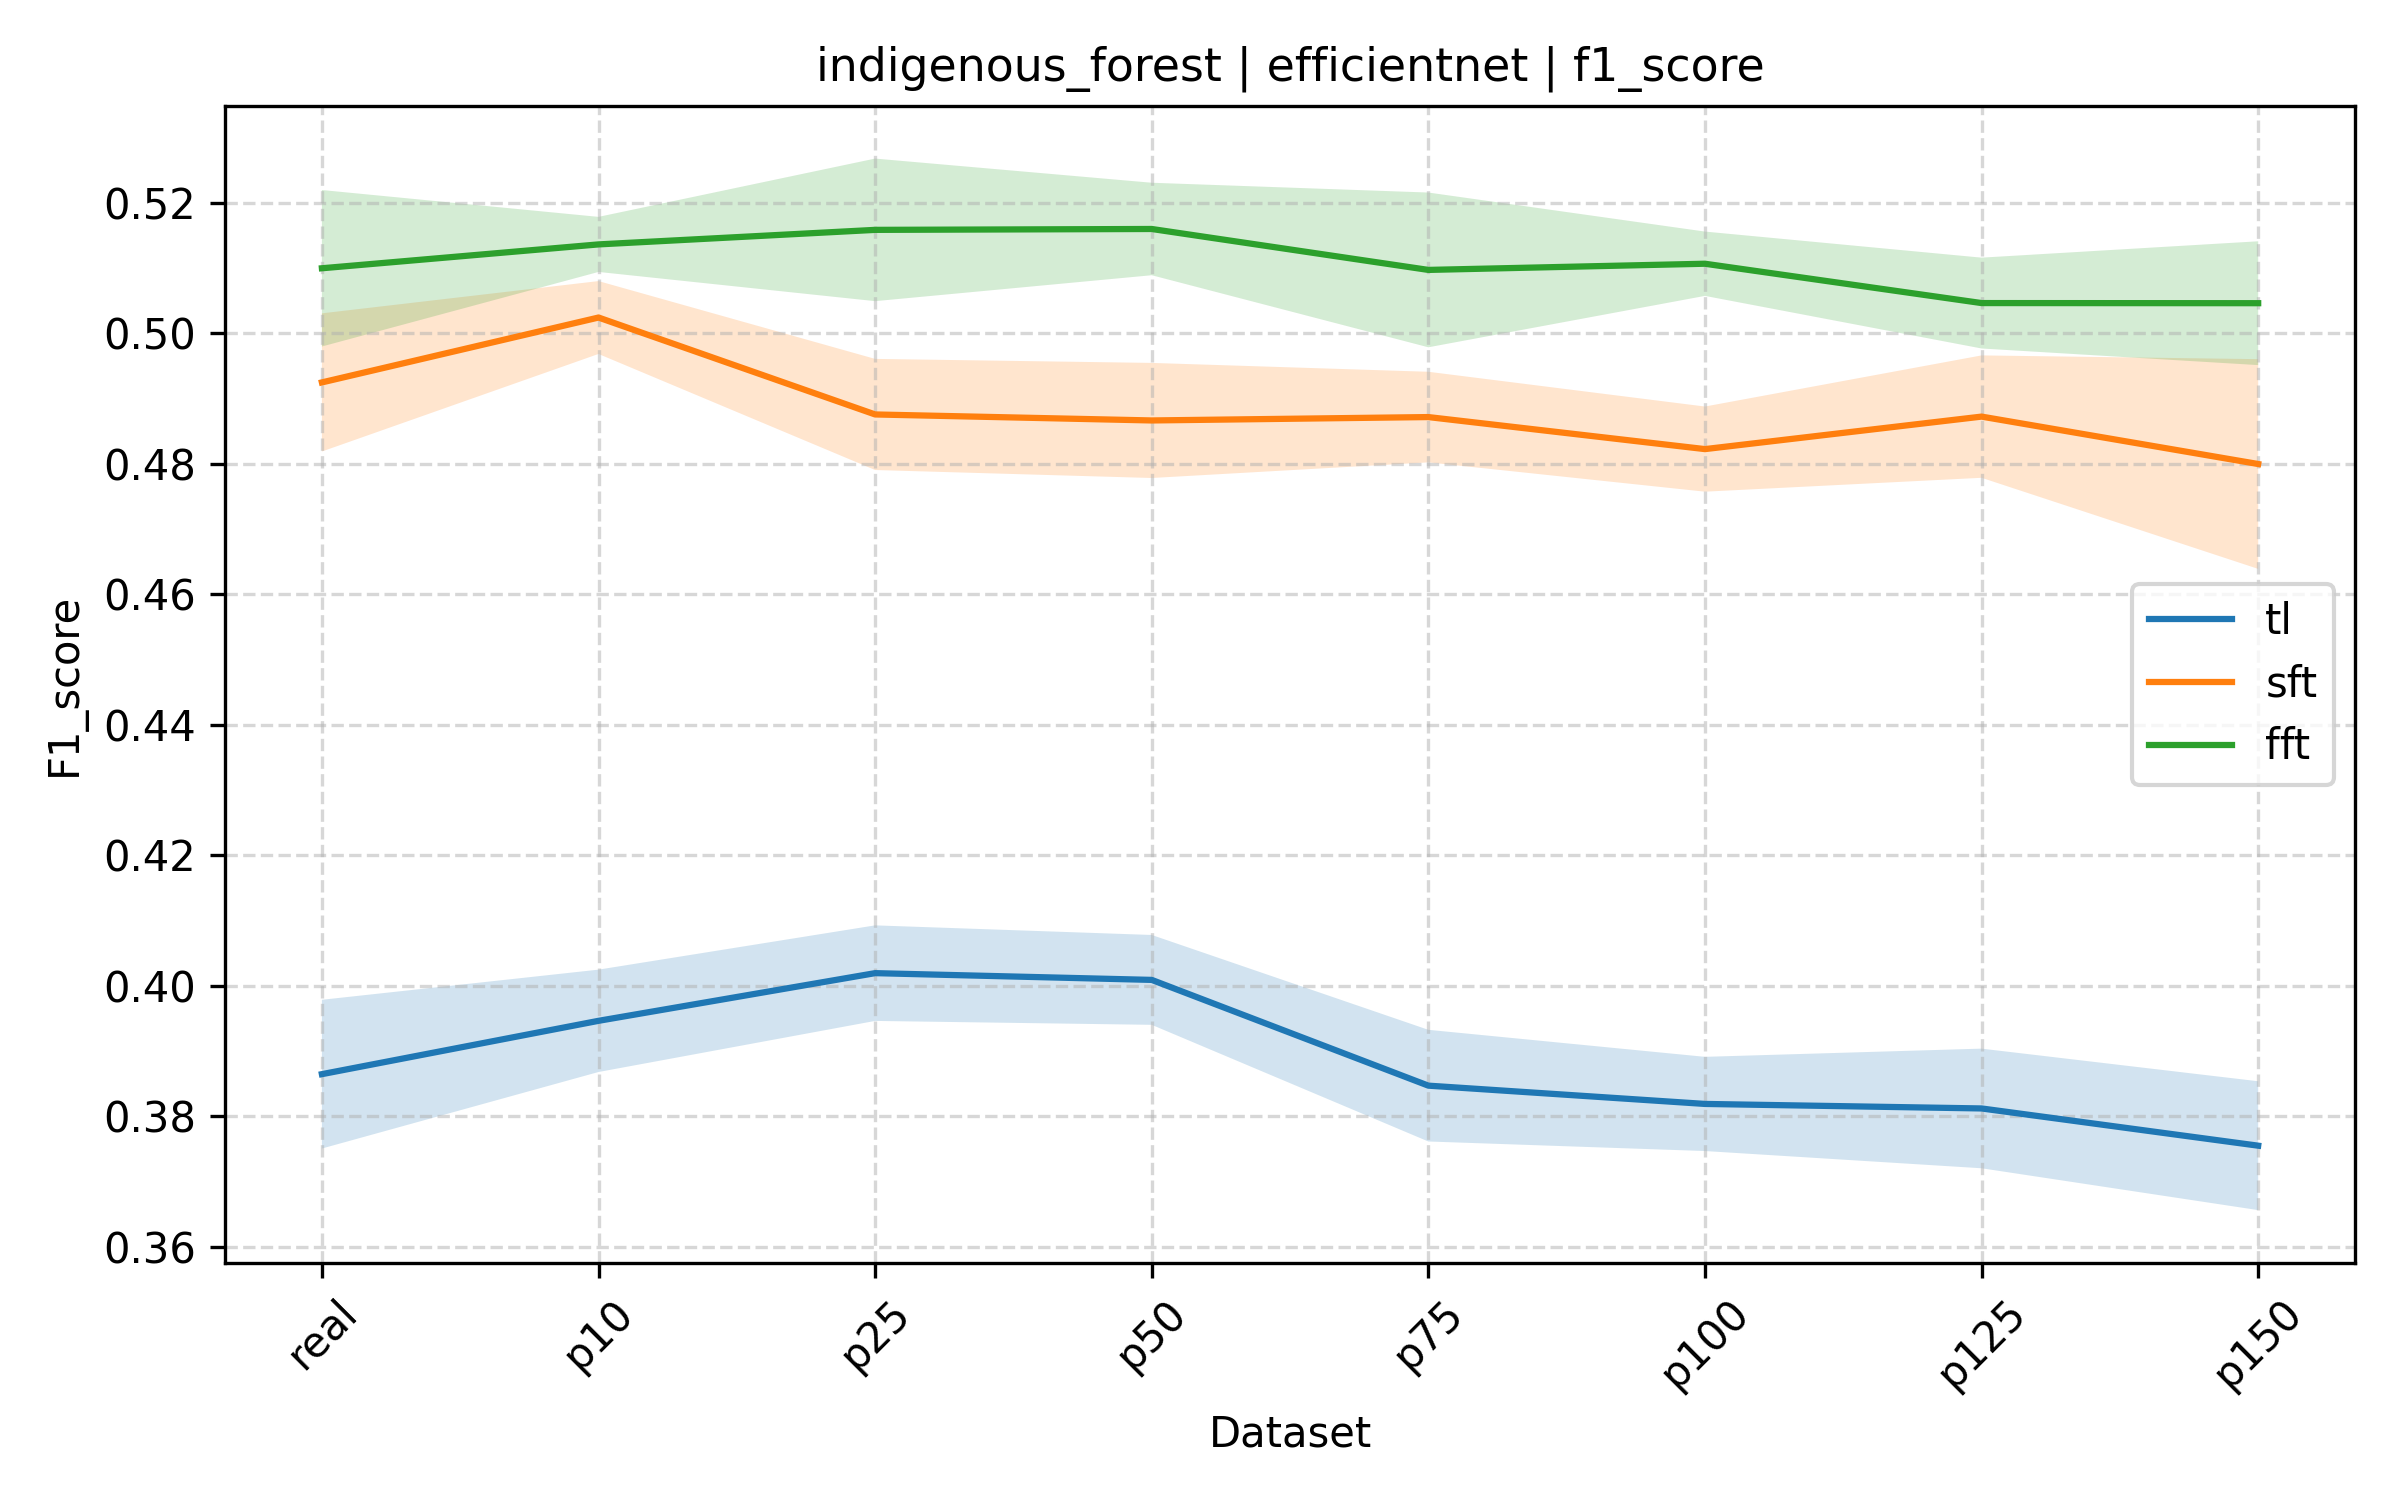 indigenous_forest | efficientnet | f1_score
F1_score
0.52
0.50
0.48
0.46
0.44
0.42
0.40
0.38
0.36
tl
sft
fft
real
p10
p25
p50
p75
p100
p125
p150
Dataset